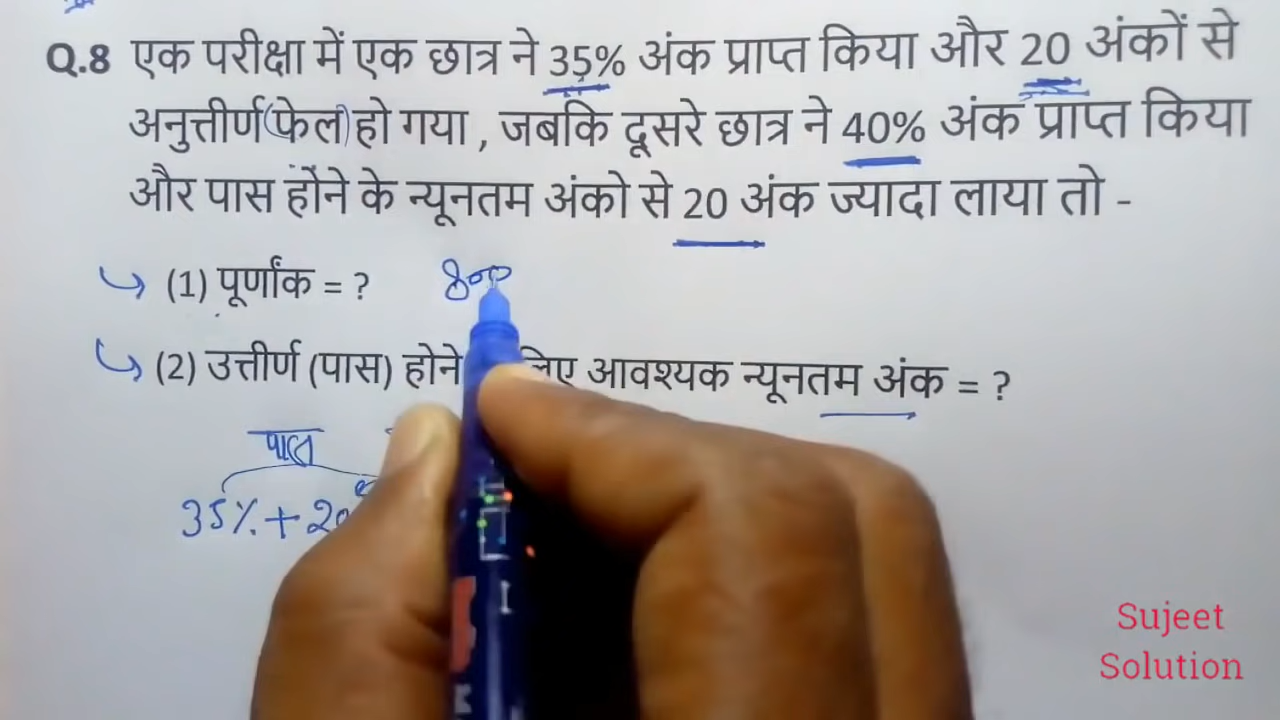 Q.8 एक परीक्षा में एक छात्र ने 35% अंक प्राप्त किया और 20 अंकों से
अनुत्तीर्ण(फेल)हो गया , जबकि दूसरे छात्र ने 40% अंक प्राप्त किया
और पास होने के न्यूनतम अंको से 20 अंक ज्यादा लाया तो -
(1) पूर्णांक = ? 800
(2) उत्तीर्ण (पास) होने लिए आवश्यक न्यूनतम अंक = ?
पास
35% + 20
Sujeet
Solution